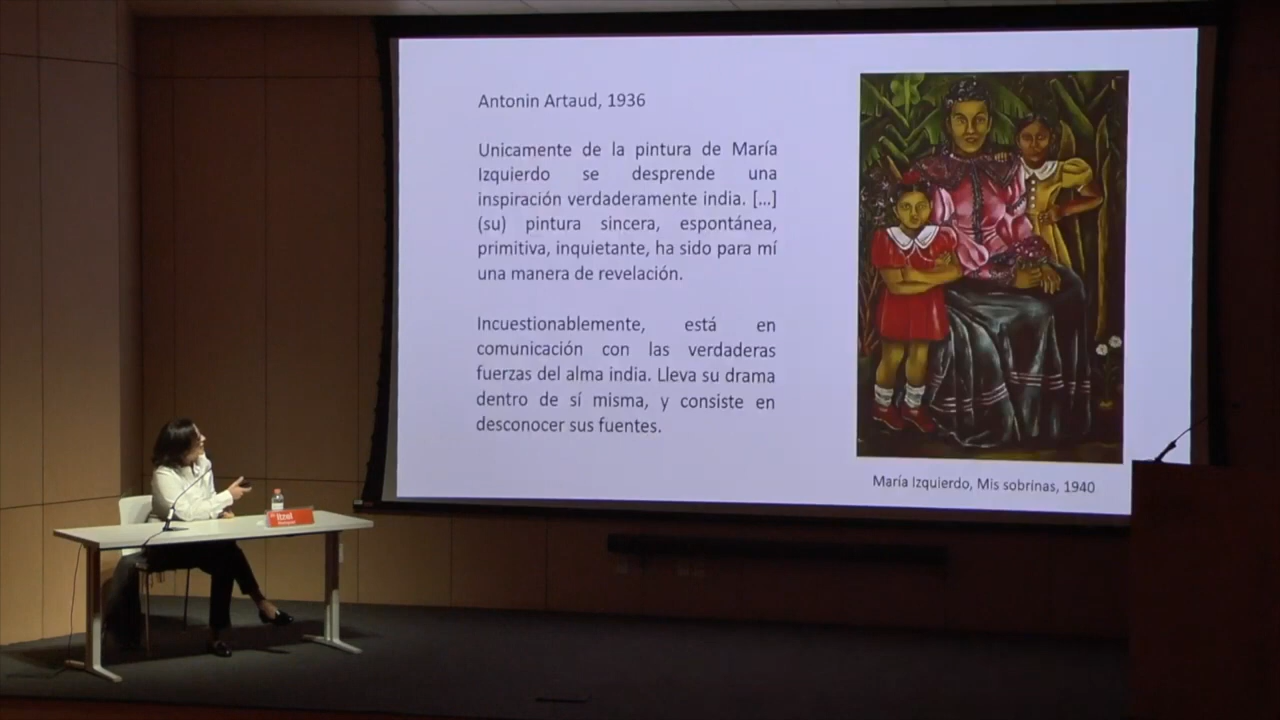 Antonin Artaud, 1936
Unicamente de la pintura de María
Izquierdo se desprende una
inspiración verdaderamente india. [...]
(su) pintura sincera, espontánea,
primitiva, inquietante, ha sido para mí
una manera de revelación.
Incuestionablemente, está en
comunicación con las verdaderas
fuerzas del alma india. Lleva su drama
dentro de sí misma, y consiste en
desconocer sus fuentes.
María Izquierdo, Mis sobrinas, 1940
Itzel